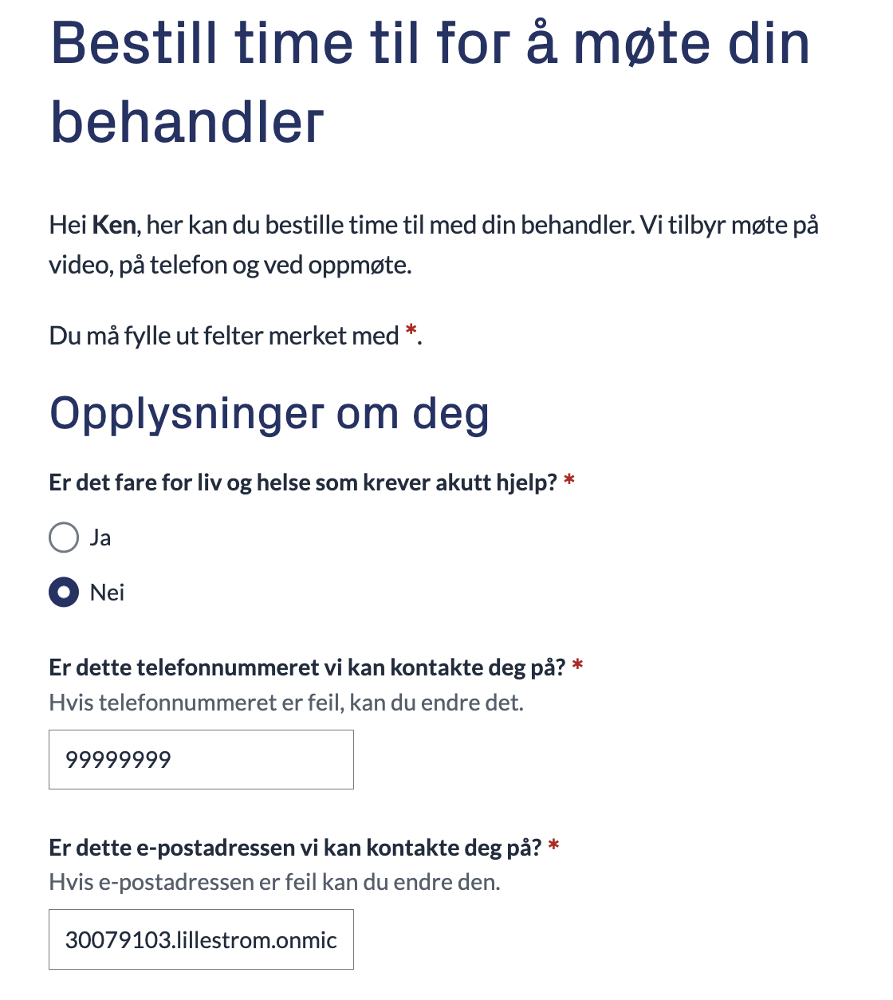 Bestill time til for å møte din
behandler
Hei Ken, her kan du bestille time til med din behandler. Vi tilbyr møte på
video, på telefon og ved oppmøte.
Du må fylle ut felter merket med *.
Opplysninger om deg
Er det fare for liv og helse som krever akutt hjelp? *
Ja
Nei
Er dette telefonnummeret vi kan kontakte deg på? *
Hvis telefonnummeret er feil, kan du endre det.
99999999
Er dette e-postadressen vi kan kontakte deg på? *
Hvis e-postadressen er feil kan du endre den.
30079103.lillestrom.onmic